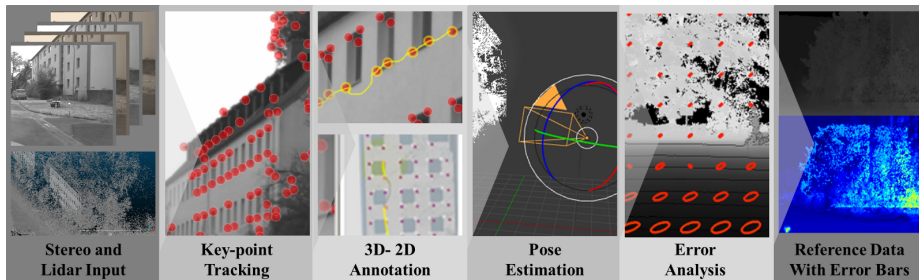 Stereo and
Lidar Input
Key-point
Tracking
3D- 2D
Annotation
Pose
Estimation
Error
Analysis
Reference Data
With Error Bars